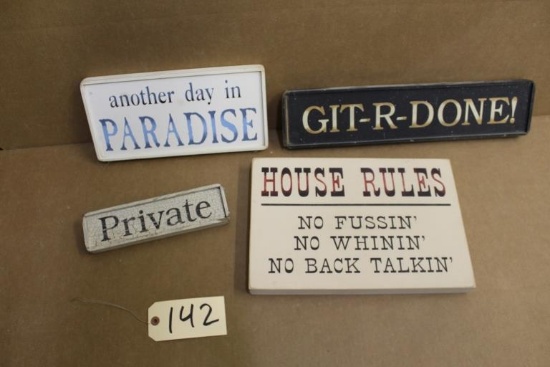 another day in
PARADISE
GIT-R-DONE!
Private
HOUSE RULES
NO FUSSIN'
NO WHININ'
NO BACK TALKIN'
142